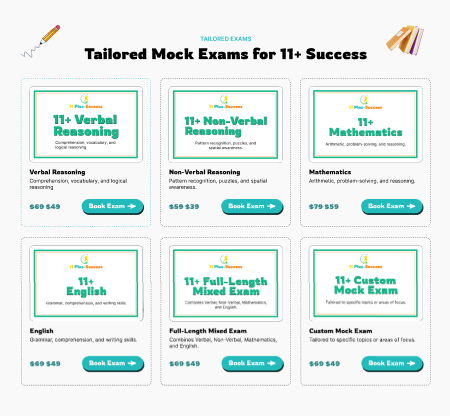 TAILORED EXAMS
Tailored Mock Exams for 11+ Success
11 Plus Success
11+ Verbal
Reasoning
Comprehension, vocabulary, and
logical reasoning
Verbal Reasoning
Comprehension, vocabulary, and logical
reasoning
$69 $49
Book Exam
11 Plus Success
11+ Non-Verbal
Reasoning
Pattern recognition, puzzles, and
spatial awareness.
Non-Verbal Reasoning
Pattern recognition, puzzles, and spatial
awareness.
$59 $39
Book Exam
11 Plus Success
11+
Mathematics
Arithmetic, problem-solving, and reasoning.
Mathematics
Arithmetic, problem-solving, and reasoning.
$79 $59
Book Exam
11 Plus Success
11+
English
Grammar, comprehension, and writing skills.
English
Grammar, comprehension, and writing skills.
$69 $49
Book Exam
11 Plus Success
11+ Full-Length
Mixed Exam
Combines Verbal, Non-Verbal, Mathematics,
and English.
Full-Length Mixed Exam
Combines Verbal, Non-Verbal, Mathematics,
and English.
$69 $49
Book Exam
11 Plus Success
11+ Custom
Mock Exam
Tailored to specific topics or areas of focus.
Custom Mock Exam
Tailored to specific topics or areas of focus.
$69 $49
Book Exam